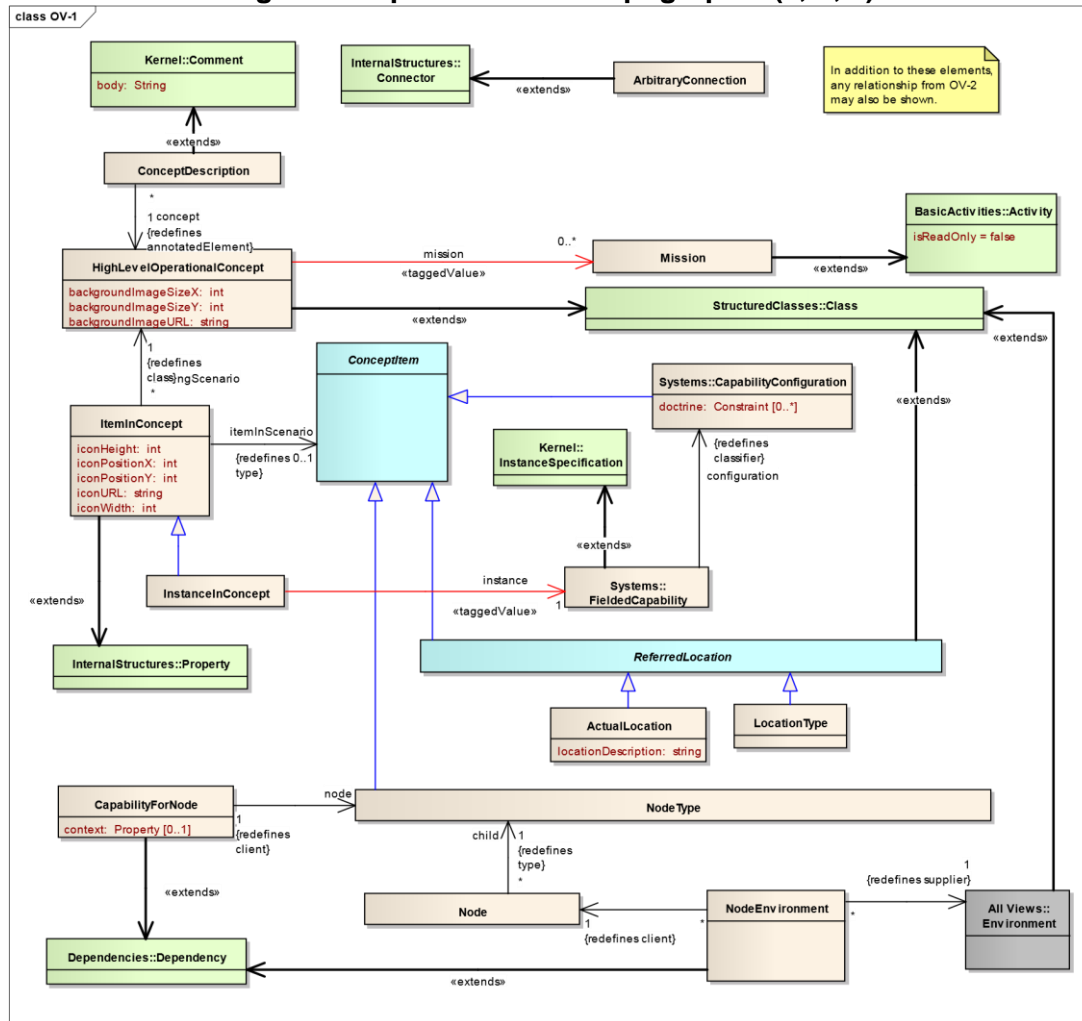 class OV-1
Kernel::Comment
body: String
InternalStructures::
Connector
«extends»
ArbitraryConnection
In addition to these elements,
any relationship from OV-2
may also be shown.
«extends»
ConceptDescription
*
1 concept
{redefines
annotatedElement}
BasicActivities::Activity
isReadOnly = false
HighLevelOperationalConcept
backgroundImageSizeX: int
backgroundImageSizeY: int
backgroundImageURL: string
mission
«taggedValue»
0..*
Mission
«extends»
«extends»
StructuredClasses::Class
«extends»
1
{redefines
class}ngScenario
*
ConceptItem
Systems::CapabilityConfiguration
doctrine: Constraint [0..*]
«extends»
ItemInConcept
iconHeight: int
iconPositionX: int
iconPositionY: int
iconURL: string
iconWidth: int
itemInScenario
{redefines 0..1
type}
Kernel::
InstanceSpecification
{redefines
classifier}
configuration
«extends»
«extends»
InstanceInConcept
instance
«taggedValue»
1
Systems::
FieldedCapability
InternalStructures::Property
ReferredLocation
ActualLocation
locationDescription: string
LocationType
CapabilityForNode
context: Property [0..1]
node
1
{redefines
client}
NodeType
child
1
{redefines
type}
*
«extends»
Node
1
{redefines client}
*
NodeEnvironment
*
1
{redefines supplier}
All Views::
Environment
Dependencies::Dependency
«extends»